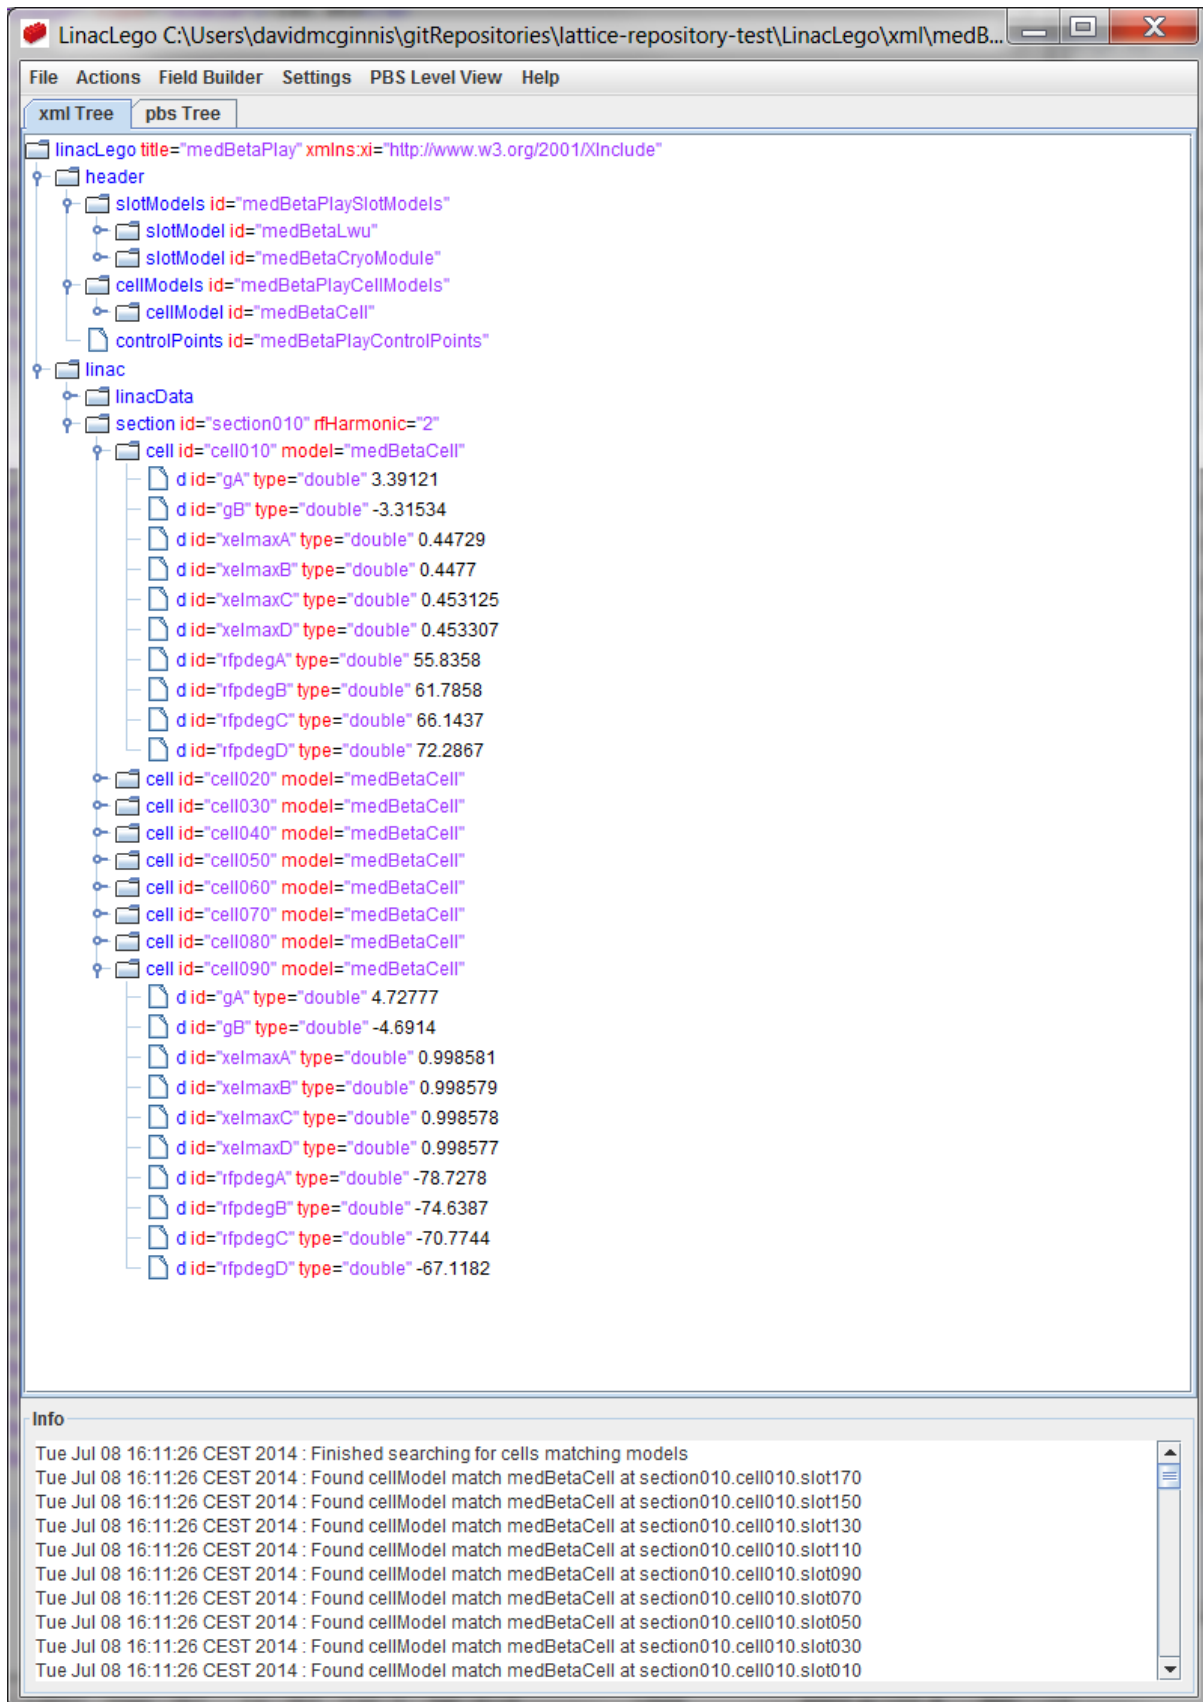 LinacLego C:\Users\davidmcginnis\gitRepositories\lattice-repository-test\LinacLego\xml\medB...
File Actions Field Builder Settings PBS Level View Help
xml Tree pbs Tree
linacLego title="medBetaPlay" xmlns:xi="http://www.w3.org/2001/XInclude"
header
slotModels id="medBetaPlaySlotModels"
slotModel id="medBetaLwu"
slotModel id="medBetaCryoModule"
cellModels id="medBetaPlayCellModels"
cellModel id="medBetaCell"
controlPoints id="medBetaPlayControlPoints"
linac
linacData
section id="section010" rfHarmonic="2"
cell id="cell010" model="medBetaCell"
d id="gA" type="double" 3.39121
d id="gB" type="double" -3.31534
d id="xelmaxA" type="double" 0.44729
d id="xelmaxB" type="double" 0.4477
d id="xelmaxC" type="double" 0.453125
d id="xelmaxD" type="double" 0.453307
d id="rfpdegA" type="double" 55.8358
d id="rfpdegB" type="double" 61.7858
d id="rfpdegC" type="double" 66.1437
d id="rfpdegD" type="double" 72.2867
cell id="cell020" model="medBetaCell"
cell id="cell030" model="medBetaCell"
cell id="cell040" model="medBetaCell"
cell id="cell050" model="medBetaCell"
cell id="cell060" model="medBetaCell"
cell id="cell070" model="medBetaCell"
cell id="cell080" model="medBetaCell"
cell id="cell090" model="medBetaCell"
d id="gA" type="double" 4.72777
d id="gB" type="double" -4.6914
d id="xelmaxA" type="double" 0.998581
d id="xelmaxB" type="double" 0.998579
d id="xelmaxC" type="double" 0.998578
d id="xelmaxD" type="double" 0.998577
d id="rfpdegA" type="double" -78.7278
d id="rfpdegB" type="double" -74.6387
d id="rfpdegC" type="double" -70.7744
d id="rfpdegD" type="double" -67.1182
Info
Tue Jul 08 16:11:26 CEST 2014 : Finished searching for cells matching models
Tue Jul 08 16:11:26 CEST 2014 : Found cellModel match medBetaCell at section010.cell010.slot170
Tue Jul 08 16:11:26 CEST 2014 : Found cellModel match medBetaCell at section010.cell010.slot150
Tue Jul 08 16:11:26 CEST 2014 : Found cellModel match medBetaCell at section010.cell010.slot130
Tue Jul 08 16:11:26 CEST 2014 : Found cellModel match medBetaCell at section010.cell010.slot110
Tue Jul 08 16:11:26 CEST 2014 : Found cellModel match medBetaCell at section010.cell010.slot090
Tue Jul 08 16:11:26 CEST 2014 : Found cellModel match medBetaCell at section010.cell010.slot070
Tue Jul 08 16:11:26 CEST 2014 : Found cellModel match medBetaCell at section010.cell010.slot050
Tue Jul 08 16:11:26 CEST 2014 : Found cellModel match medBetaCell at section010.cell010.slot030
Tue Jul 08 16:11:26 CEST 2014 : Found cellModel match medBetaCell at section010.cell010.slot010